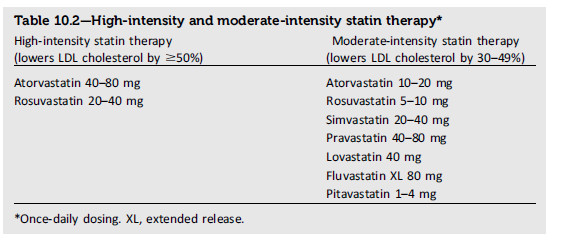 Table 10.2—High-intensity and moderate-intensity statin therapy*
High-intensity statin therapy Moderate-intensity statin therapy
(lowers LDL cholesterol by ≥50%) (lowers LDL cholesterol by 30–49%)
Atorvastatin 40–80 mg Atorvastatin 10–20 mg
Rosuvastatin 20–40 mg Rosuvastatin 5–10 mg
Simvastatin 20–40 mg
Pravastatin 40–80 mg
Lovastatin 40 mg
Fluvastatin XL 80 mg
Pitavastatin 1–4 mg
*Once-daily dosing. XL, extended release.